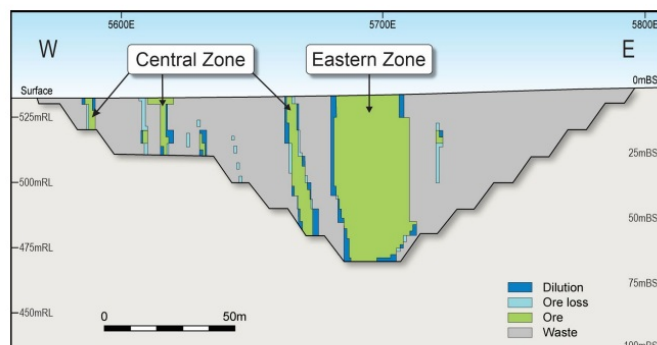 5600E 5700E 5800E
W Central Zone Eastern Zone E
Surface 0mBS
525mRL
25mBS
500mRL
50mBS
475mRL
75mBS
450mRL
100mBS
Dilution
Ore loss
Ore
Waste
0 50m